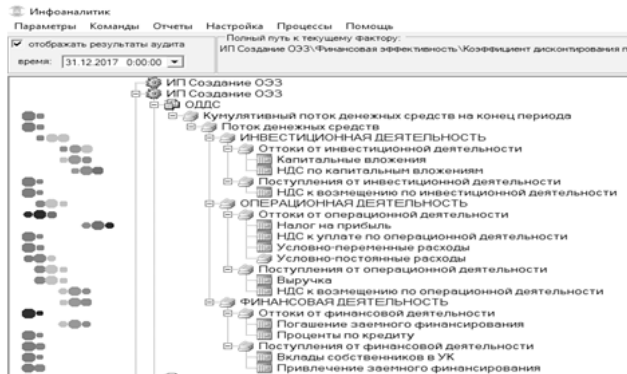 Инфоаналитик
Параметры Команды Отчеты Настройка Процессы Помощь
отображать результаты аудита
Полный путь к текущему Фактору:
ИП Создание ОЭЗ\Финансовая эффективность\Коэффициент дисконтирования п
время: 31.12.2017 0:00:00
ИП Создание ОЭЗ
ИП Создание ОЭЗ
ОДДС
Кумулятивный поток денежных средств на конец периода
Поток денежных средств
ИНВЕСТИЦИОННАЯ ДЕЯТЕЛЬНОСТЬ
Оттоки от инвестиционной деятельности
Капитальные вложения
НДС по капитальным вложениям
Поступления от инвестиционной деятельности
НДС к возмещению по инвестиционной деятельности
ОПЕРАЦИОННАЯ ДЕЯТЕЛЬНОСТЬ
Оттоки от операционной деятельности
Налог на прибыль
НДС к уплате по операционной деятельности
Условно-переменные расходы
Условно-постоянные расходы
Поступления от операционной деятельности
Выручка
НДС к возмещению по операционной деятельности
ФИНАНСОВАЯ ДЕЯТЕЛЬНОСТЬ
Оттоки от финансовой деятельности
Погашение заемного финансирования
Проценты по кредиту
Поступления от финансовой деятельности
Вклады собственников в УК
Привлечение заемного финансирования